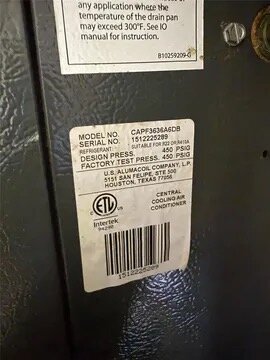 any application where the
temperature of the drain pan
may exceed 300°F. See IO
manual for instruction.
B10259209-G
MODEL NO. CAPF3636A6DB
SERIAL NO. 1512225289
REFRIGERANT: SUITABLE FOR R22 OR R410A
DESIGN PRESS. 450 PSIG
FACTORY TEST PRESS. 450 PSIG
U.S. ALUMACOIL COMPANY, L.P.
5151 SAN FELIPE, STE 500
HOUSTON, TEXAS 77056
ETL
Intertek
CENTRAL
COOLING
AIR
CONDITIONER
1512225289